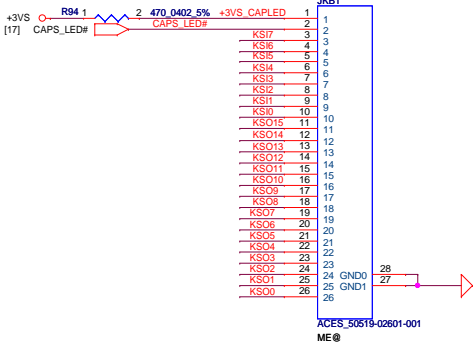 JKB1
+3VS R94 1 2 470_0402_5% +3VS_CAPLED 1 1
[17] CAPS_LED# CAPS_LED# 2 2
KSI7 3 3
KSI6 4 4
KSI5 5 5
KSI4 6 6
KSI3 7 7
KSI2 8 8
KSI1 9 9
KSI0 10 10
KSO15 11 11
KSO14 12 12
KSO13 13 13
KSO12 14 14
KSO11 15 15
KSO10 16 16
KSO9 17 17
KSO8 18 18
KSO7 19 19
KSO6 20 20
KSO5 21 21
KSO4 22 22
KSO3 23 23
KSO2 24 24 GND0 28
KSO1 25 25 GND1 27
KSO0 26 26
ACES_50519-02601-001
ME@